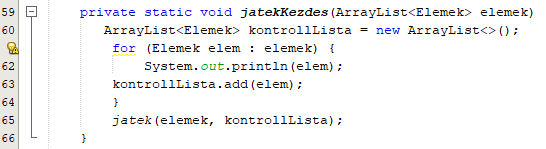 59 private static void jatekKezdes(ArrayList<Elemek> elemek)
60 ArrayList<Elemek> kontrollLista = new ArrayList<>();
for (Elemek elem : elemek) {
62 System.out.println(elem);
63 kontrollLista.add(elem);
64 }
65 jatek(elemek, kontrollLista);
66 }